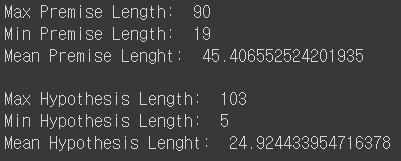 Max Premise Length:  90
Min Premise Length:  19
Mean Premise Lenght:  45.406552524201935
Max Hypothesis Length:  103
Min Hypothesis Length:  5
Mean Hypothesis Lenght:  24.924433954716378